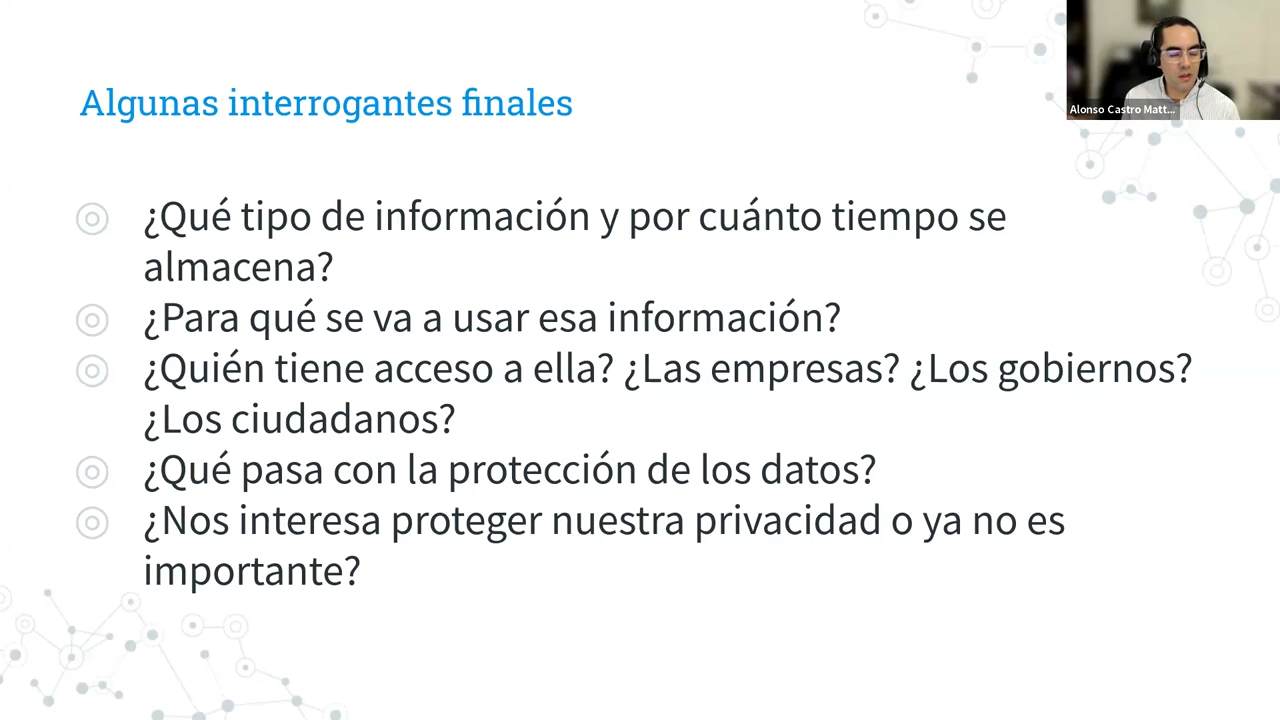 Algunas interrogantes finales
Alonso Castro Matt...
¿Qué tipo de información y por cuánto tiempo se
almacena?
¿Para qué se va a usar esa información?
¿Quién tiene acceso a ella? ¿Las empresas? ¿Los gobiernos?
¿Los ciudadanos?
¿Qué pasa con la protección de los datos?
¿Nos interesa proteger nuestra privacidad o ya no es
importante?